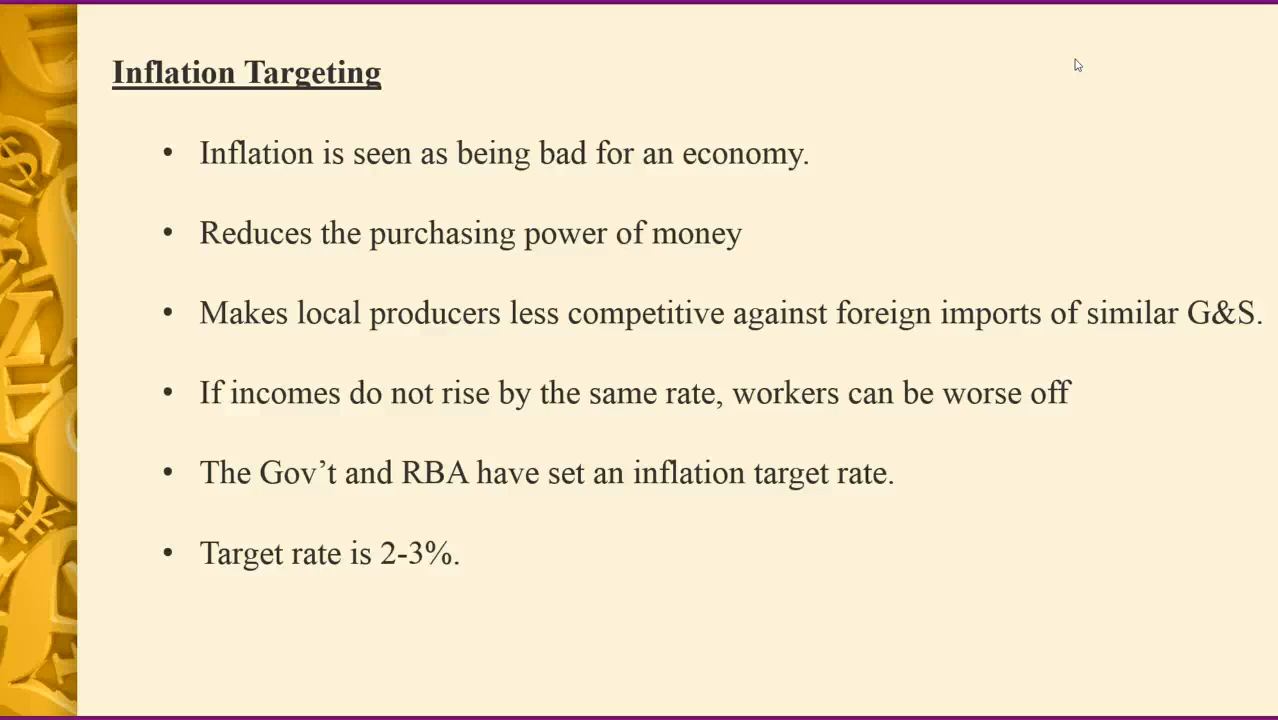 Inflation Targeting
• Inflation is seen as being bad for an economy.
• Reduces the purchasing power of money
• Makes local producers less competitive against foreign imports of similar G&S.
• If incomes do not rise by the same rate, workers can be worse off
• The Gov’t and RBA have set an inflation target rate.
• Target rate is 2-3%.